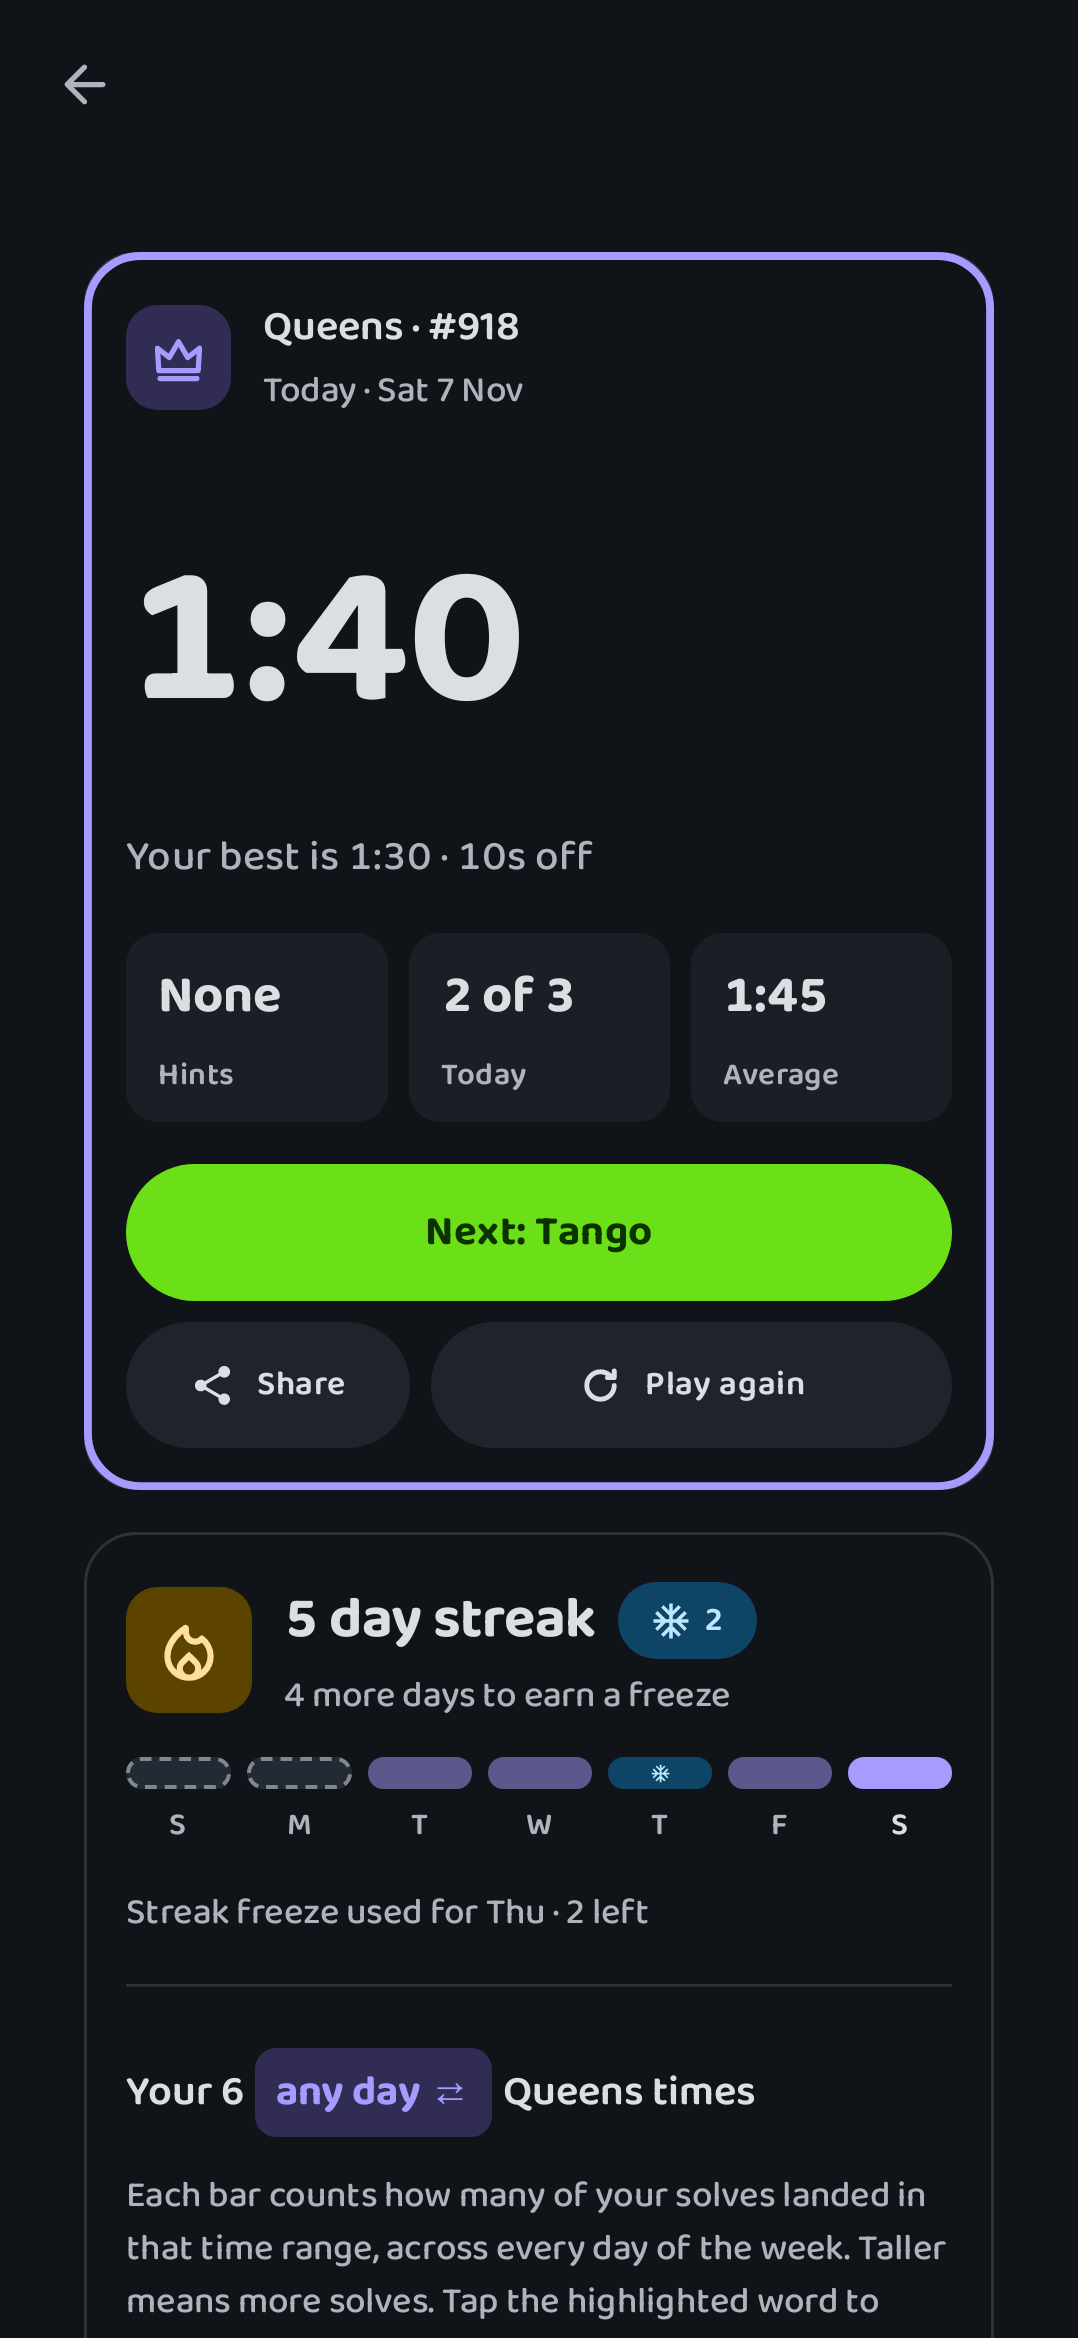 Queens · #918
Today · Sat 7 Nov
1:40
Your best is 1:30 · 10s off
None
Hints
2 of 3
Today
1:45
Average
Next: Tango
Share
Play again
5 day streak
2
4 more days to earn a freeze
S M T W T F S
Streak freeze used for Thu · 2 left
Your 6 any day Queens times
Each bar counts how many of your solves landed in
that time range, across every day of the week. Taller
means more solves. Tap the highlighted word to